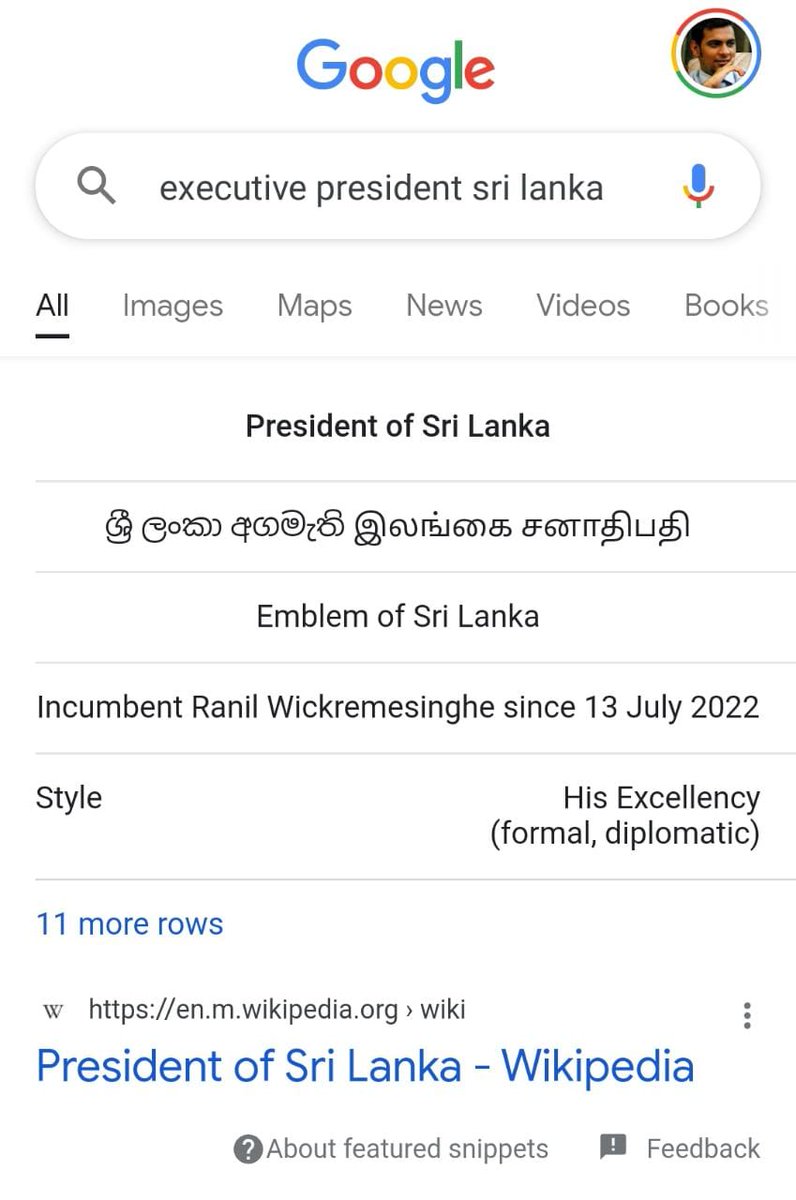 Google
executive president sri lanka
All Images Maps News Videos Books
President of Sri Lanka
ශ්‍රී ලංකා අගමැති இலங்கை சனாதிபதி
Emblem of Sri Lanka
Incumbent Ranil Wickremesinghe since 13 July 2022
Style His Excellency
(formal, diplomatic)
11 more rows
W https://en.m.wikipedia.org › wiki
President of Sri Lanka - Wikipedia
About featured snippets Feedback